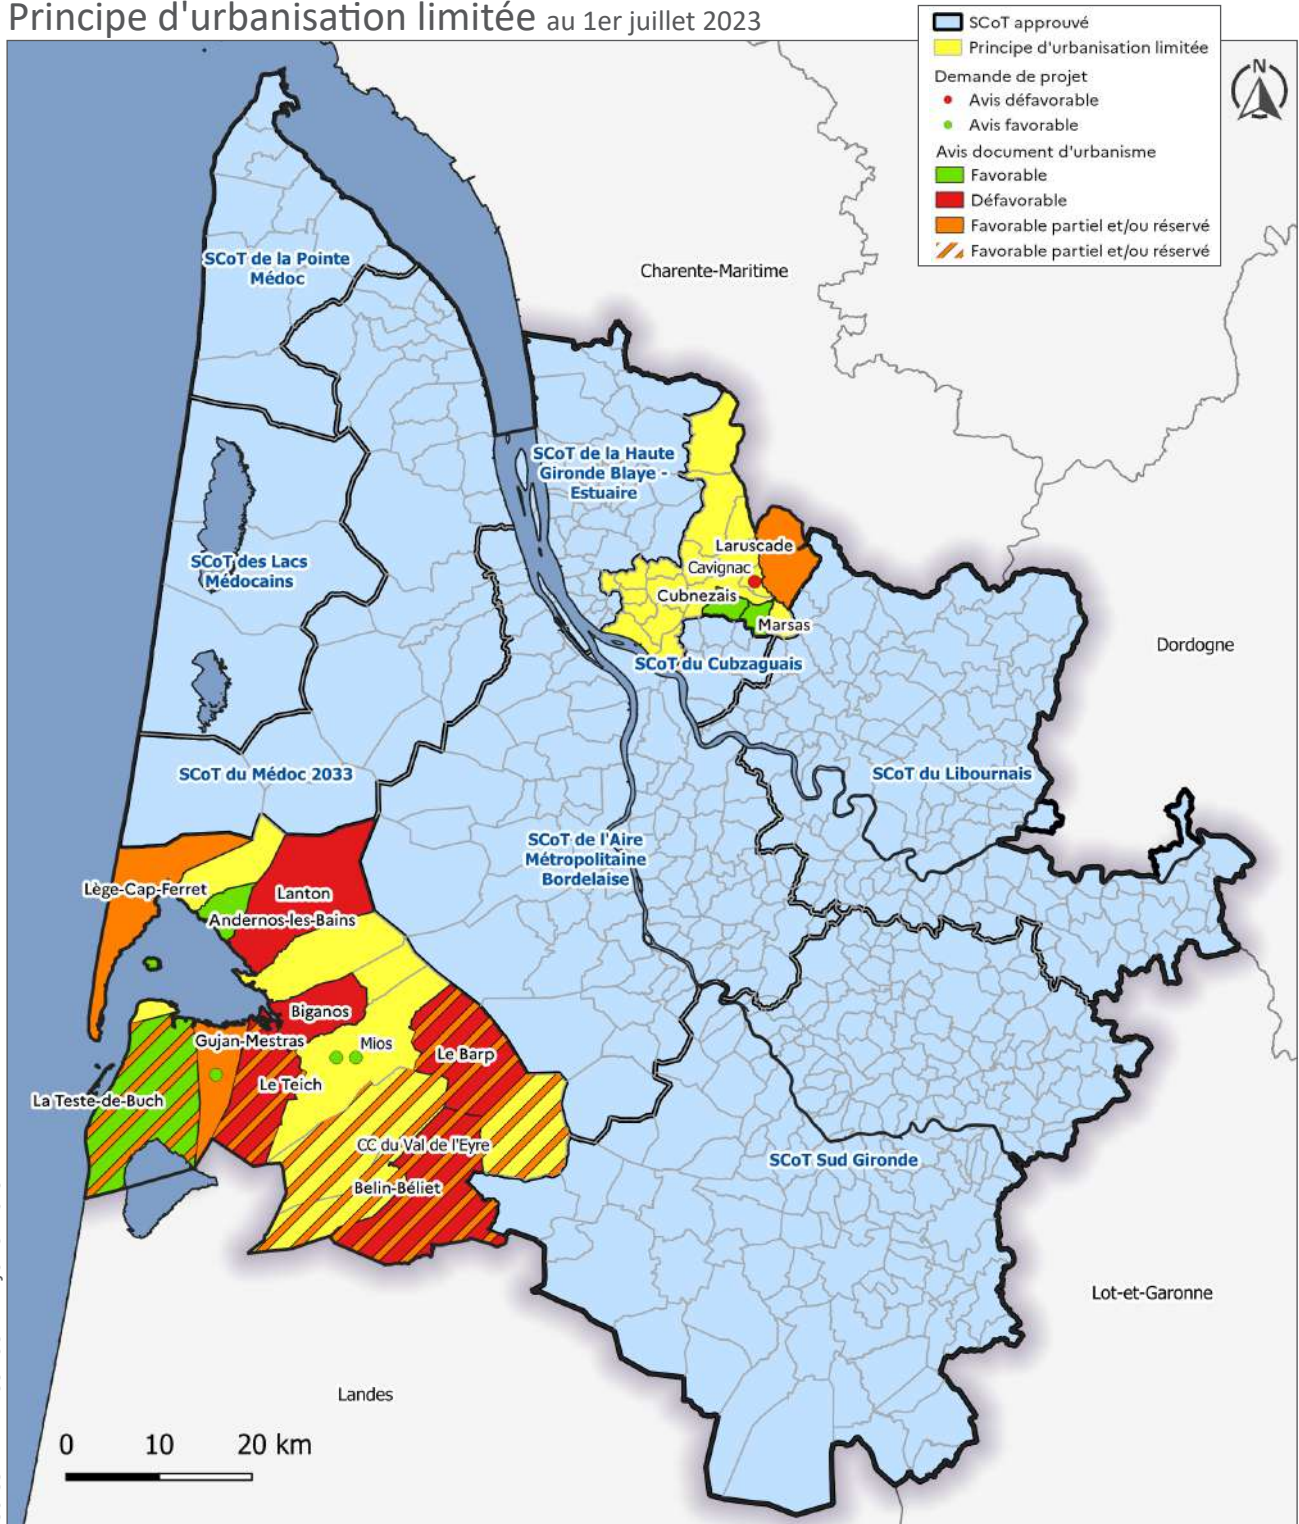 Principe d'urbanisation limitée au 1er juillet 2023
SCoT approuvé
Principe d'urbanisation limitée
Demande de projet
Avis défavorable
Avis favorable
Avis document d'urbanisme
Favorable
Défavorable
Favorable partiel et/ou réservé
Favorable partiel et/ou réservé
N
SCoT de la Pointe
Médoc
Charente-Maritime
SCoT de la Haute
Gironde Blaye -
Estuaire
SCoT des Lacs
Médocains
Laruscade
Cavignac
Cubnezais
Marsas
SCoT du Cubzaguais
Dordogne
SCoT du Médoc 2033
SCoT du Libournais
SCoT de l'Aire
Métropolitaine
Bordelaise
Lège-Cap-Ferret
Lanton
Andernos-les-Bains
Biganos
Gujan-Mestras
Mios
Le Barp
Le Teich
La Teste-de-Buch
CC du Val de l'Eyre
Belin-Béliet
SCoT Sud Gironde
Lot-et-Garonne
Landes
0 10 20 km